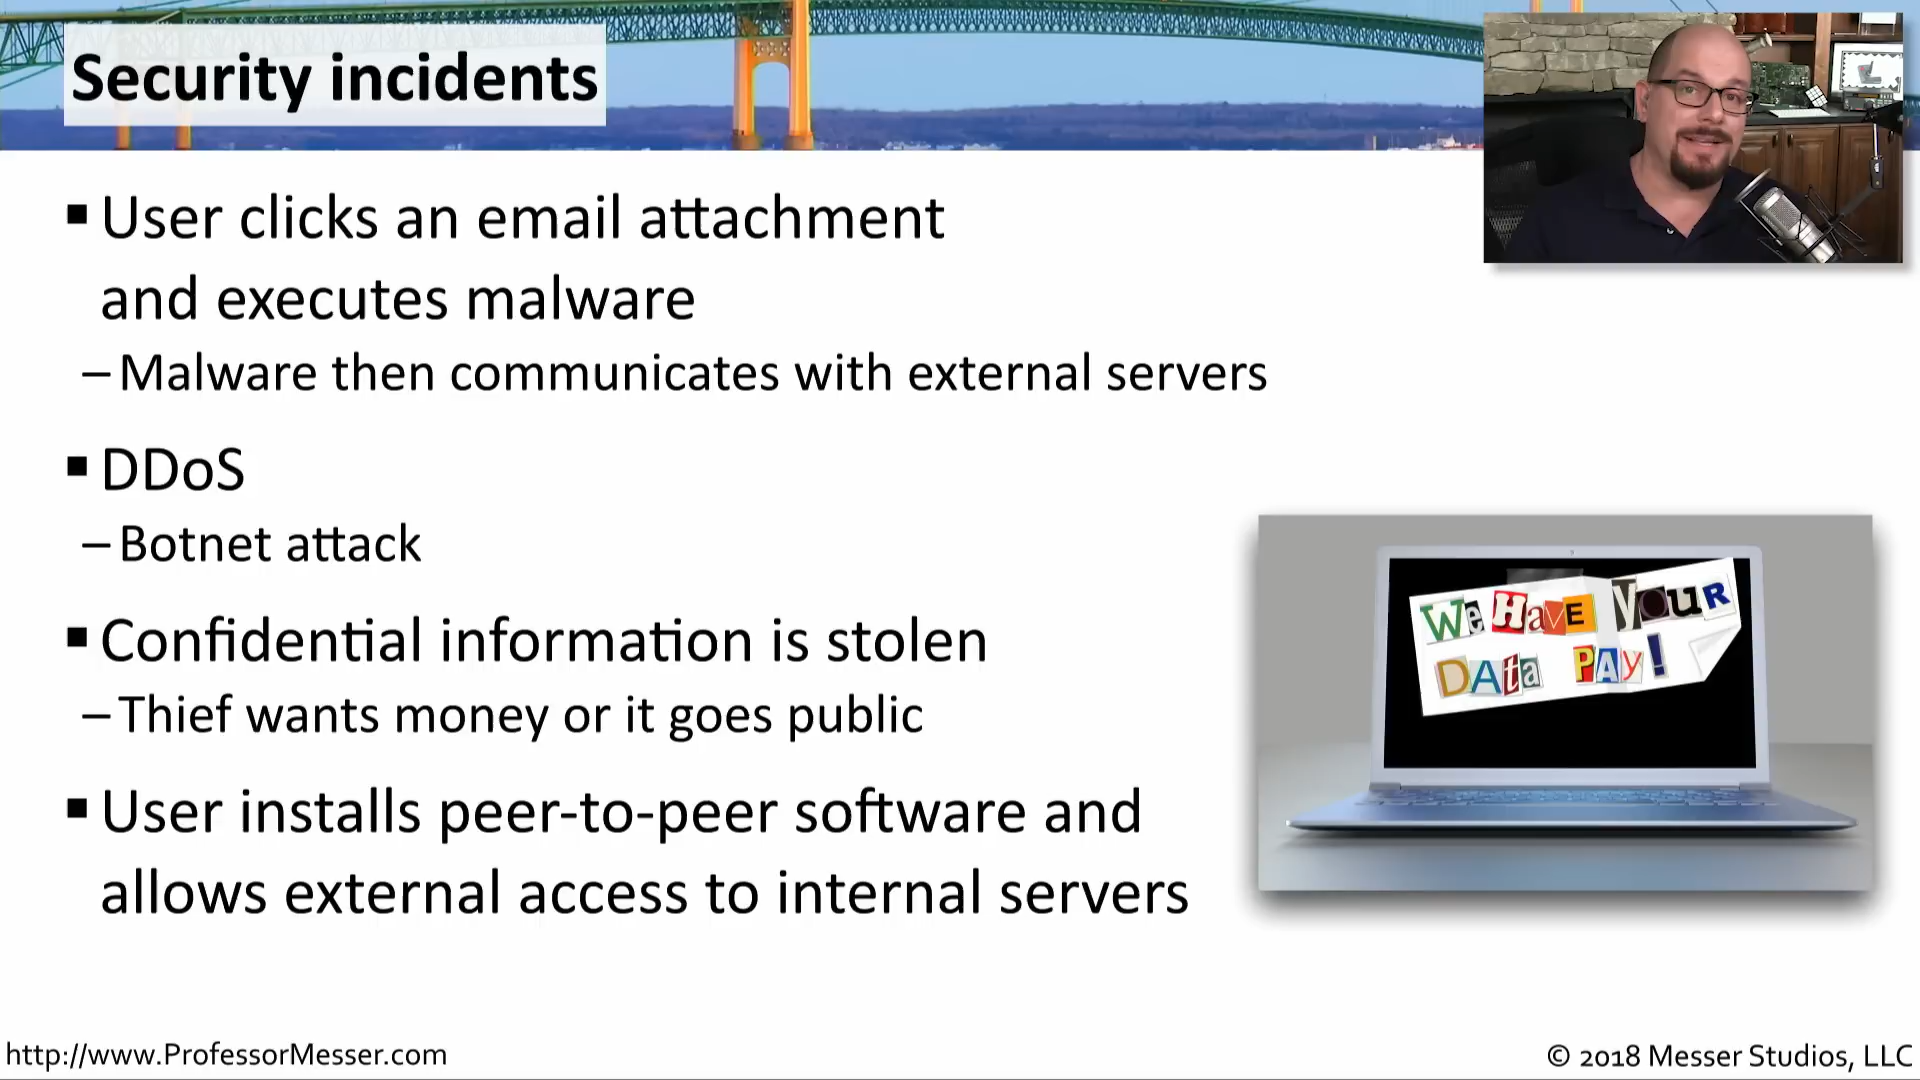 Security incidents
▪ User clicks an email attachment
and executes malware
– Malware then communicates with external servers
▪ DDoS
– Botnet attack
▪ Confidential information is stolen
– Thief wants money or it goes public
▪ User installs peer-to-peer software and
allows external access to internal servers
We HavE YouR
DAta PAy!
http://www.ProfessorMesser.com
© 2018 Messer Studios, LLC